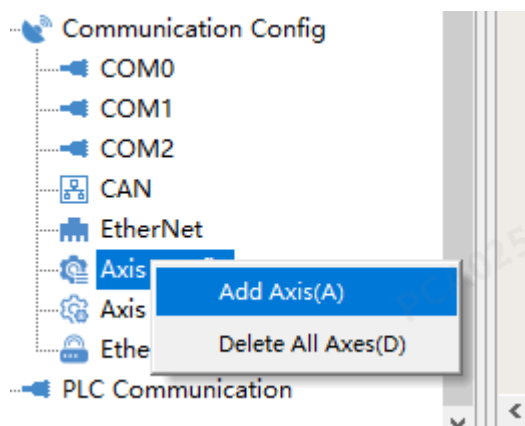 Communication Config
COM0
COM1
COM2
CAN
EtherNet
Axis
Add Axis(A)
Axis
Delete All Axes(D)
Ethe
PLC Communication